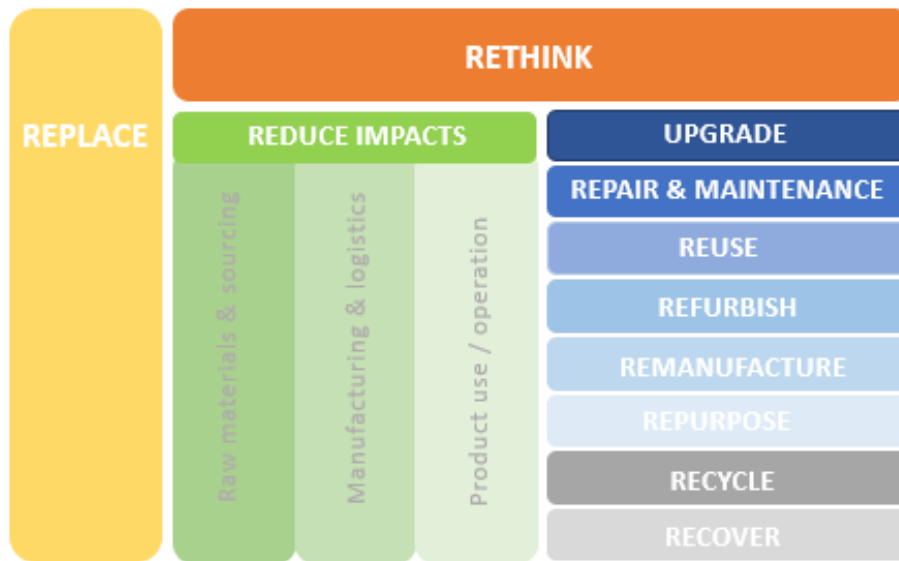 RETHINK
REPLACE
REDUCE IMPACTS
Raw materials & sourcing
Manufacturing & logistics
Product use / operation
UPGRADE
REPAIR & MAINTENANCE
REUSE
REFURBISH
REMANUFACTURE
REPURPOSE
RECYCLE
RECOVER